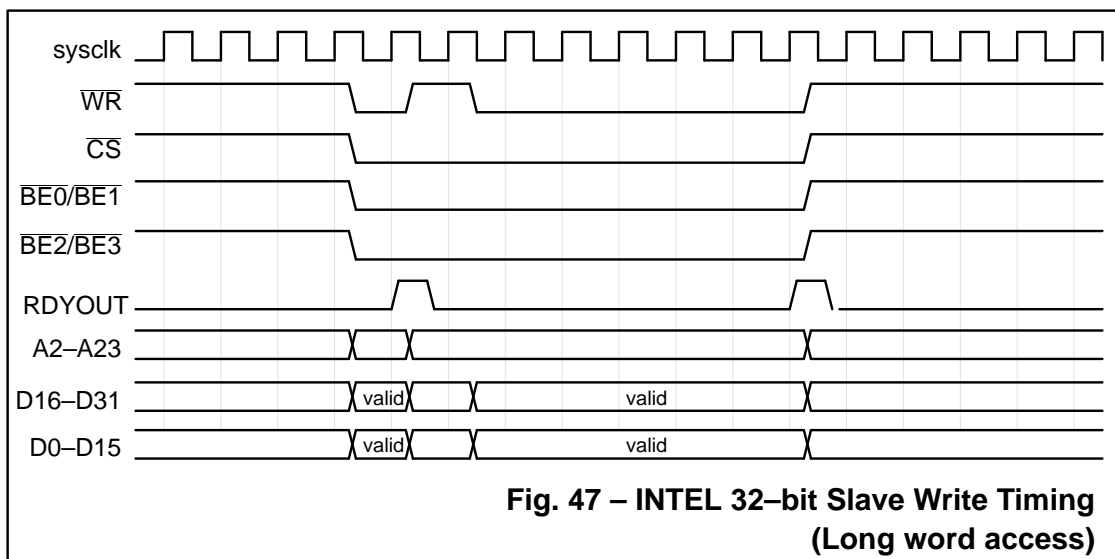 sysclk
WR
CS
BE0/BE1
BE2/BE3
RDYOUT
A2–A23
D16–D31 valid valid
D0–D15 valid valid
Fig. 47 – INTEL 32–bit Slave Write Timing
(Long word access)